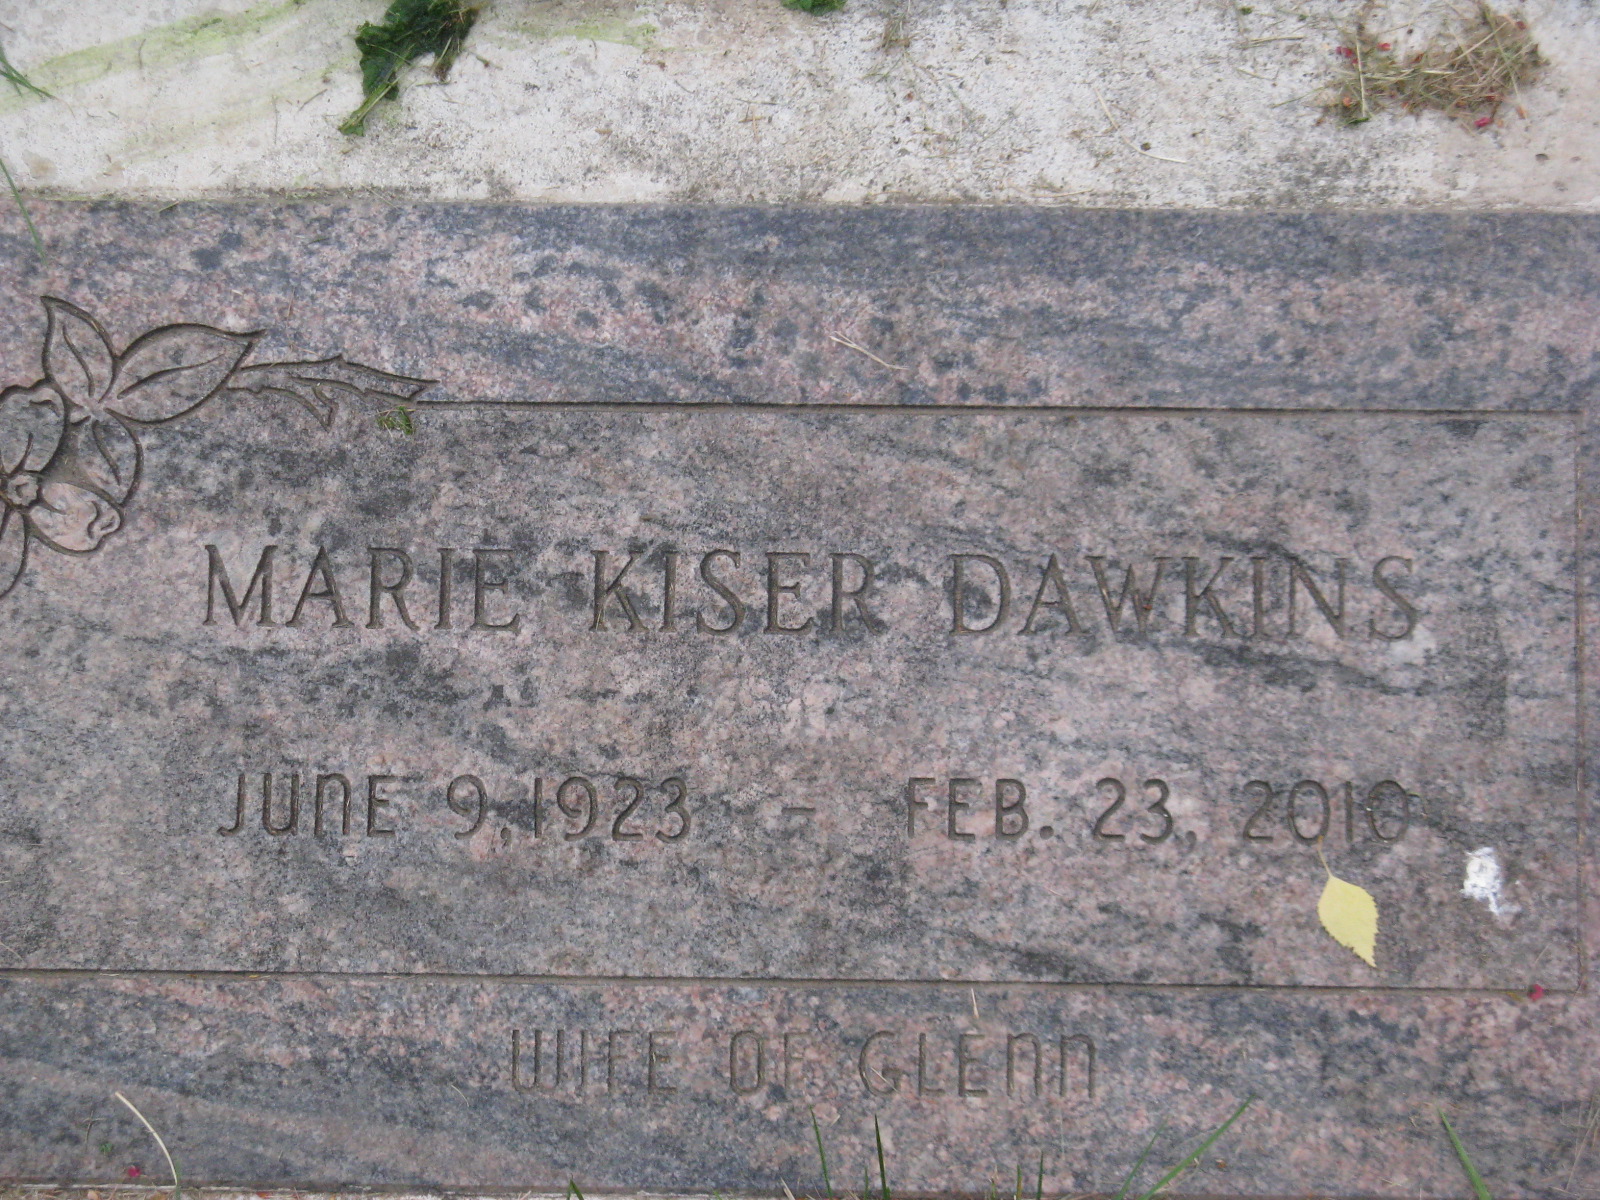 MARIE KISER DAWKINS
JUNE 9, 1923 - FEB. 23, 2010
WIFE OF GLENN